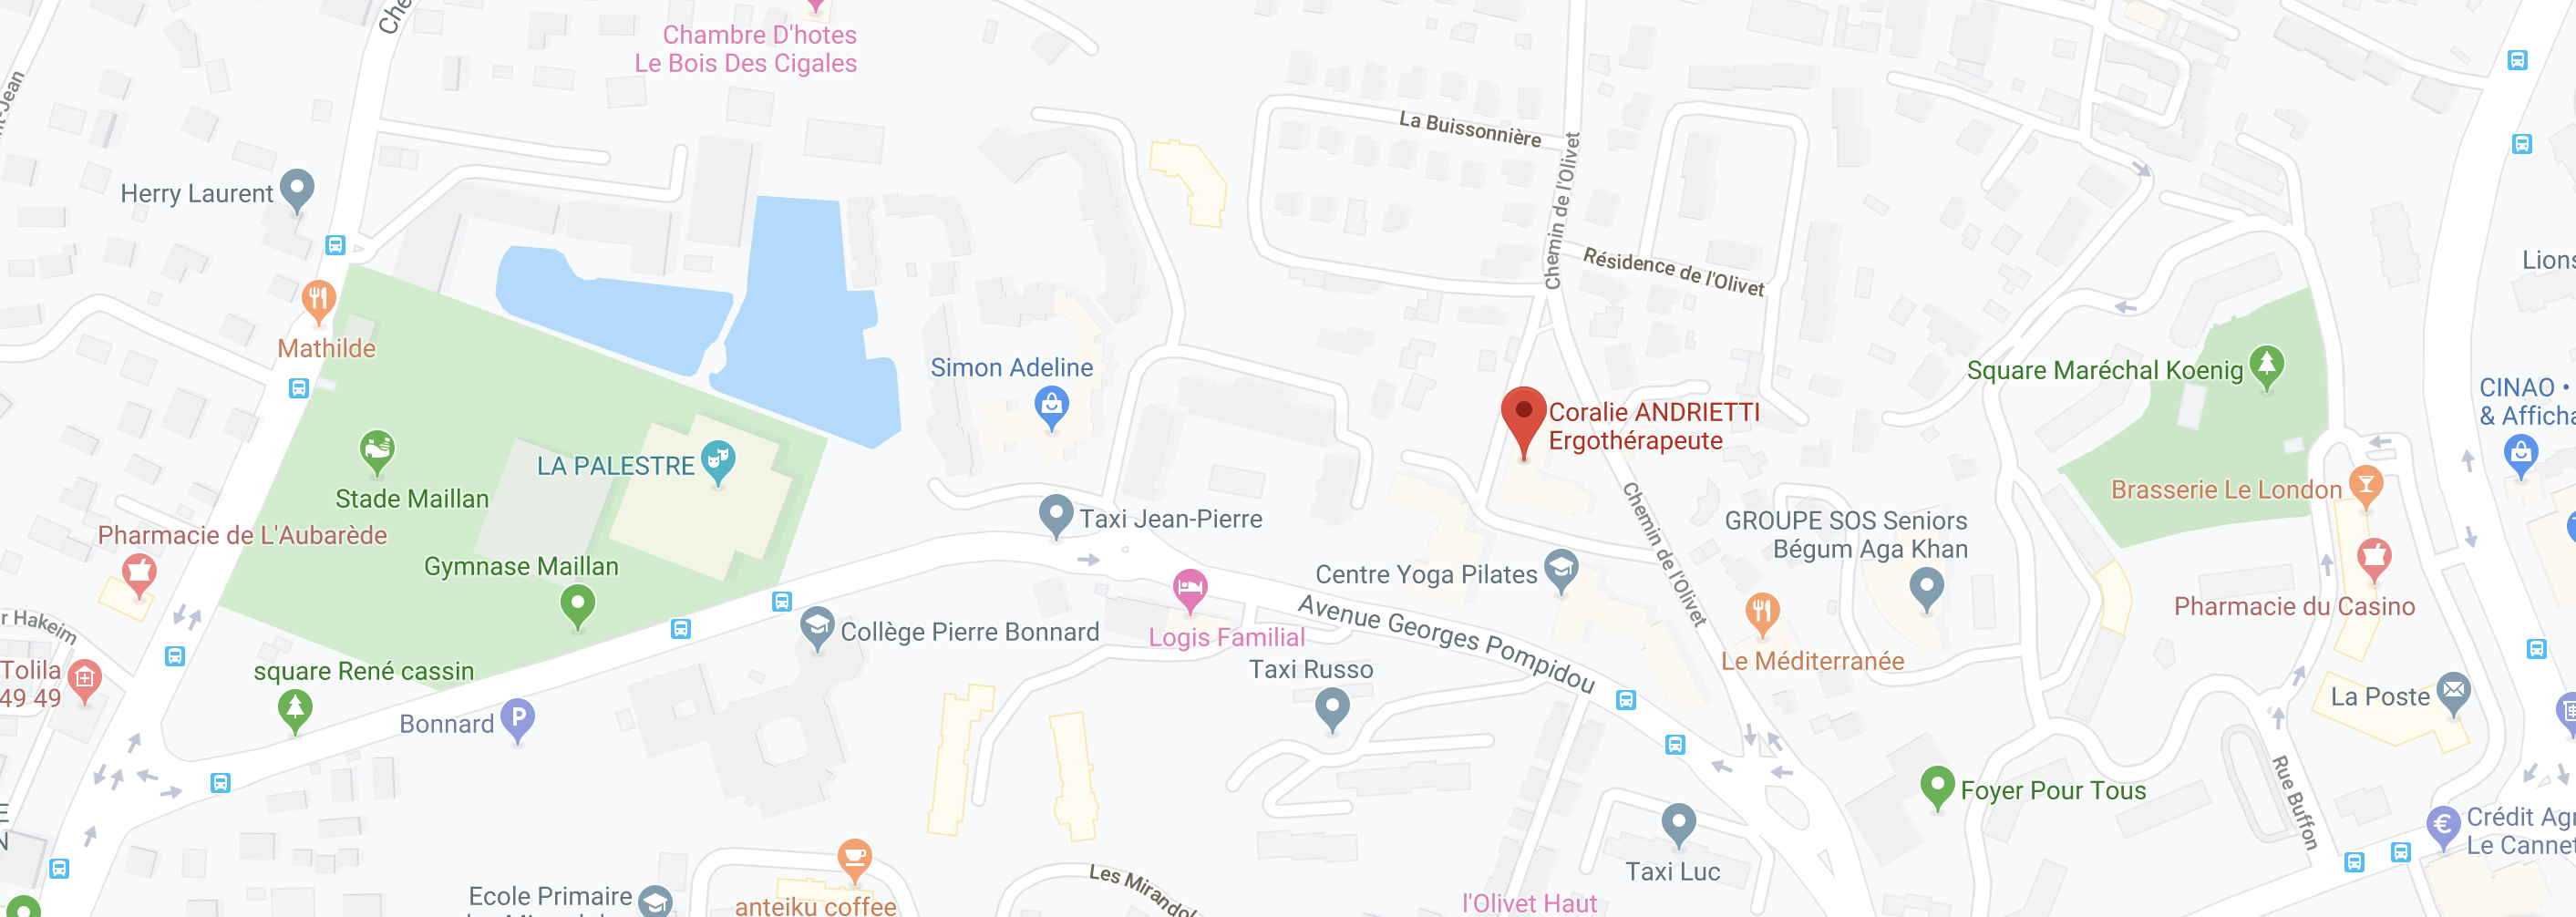 Che
Chambre D'hotes
Le Bois Des Cigales
La Buissonnière
Chemin de l'Olivet
Herry Laurent
Résidence de l'Olivet
Lions
Mathilde
Simon Adeline
Square Maréchal Koenig
CINAO •
& Afficha
Coralie ANDRIETTI
Ergothérapeute
LA PALESTRE
Stade Maillan
Brasserie Le London
Taxi Jean-Pierre
GROUPE SOS Seniors
Bégum Aga Khan
Pharmacie de L'Aubarède
Gymnase Maillan
Centre Yoga Pilates
Chemin de l'Olivet
Avenue Georges Pompidou
Pharmacie du Casino
r Hakeim
Collège Pierre Bonnard
Logis Familial
Le Méditerranée
Tolila
49 49
square René cassin
Taxi Russo
Bonnard
P
La Poste
Foyer Pour Tous
Rue Buffon
Crédit Agr
Le Cannet
Taxi Luc
Les Mirandol
Ecole Primaire
anteiku coffee
l'Olivet Haut